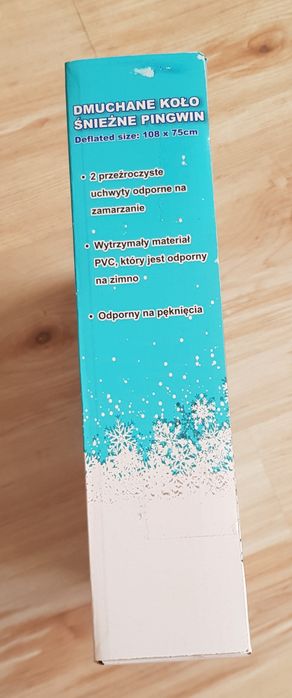 DMUCHANE KOŁO
ŚNIEŻNE PINGWIN
Deflated size: 108 x 75cm
• 2 przeźroczyste
uchwyty odporne na
zamarzanie
• Wytrzymały materiał
PVC, który jest odporny
na zimno
• Odporny na pęknięcia